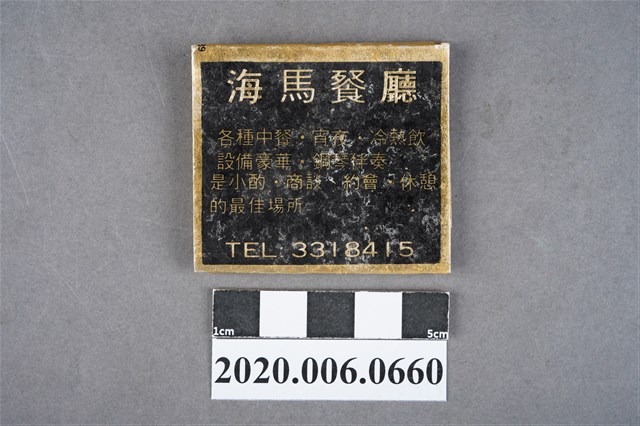 海馬餐廳
各種中餐·宵夜·冷熱飲
設備豪華·鋼琴伴奏
是小酌·商談·約會·休憩
的最佳場所
TEL 3318415
1cm 5cm
2020.006.0660